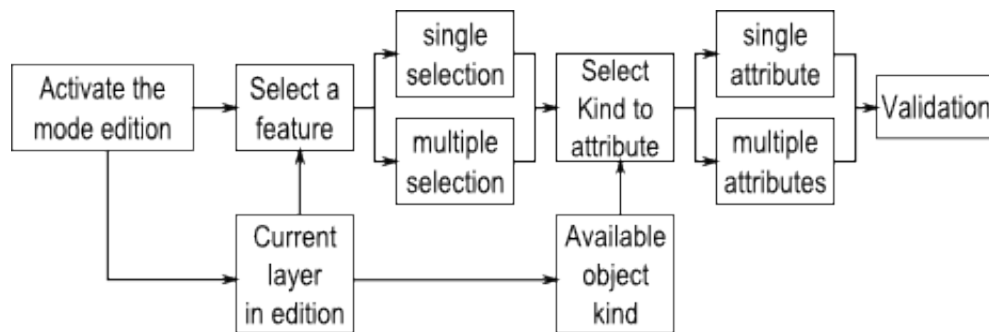 Activate the
mode edition
Select a
feature
single
selection
multiple
selection
Select
Kind to
attribute
single
attribute
multiple
attributes
Validation
Current
layer
in edition
Available
object
kind